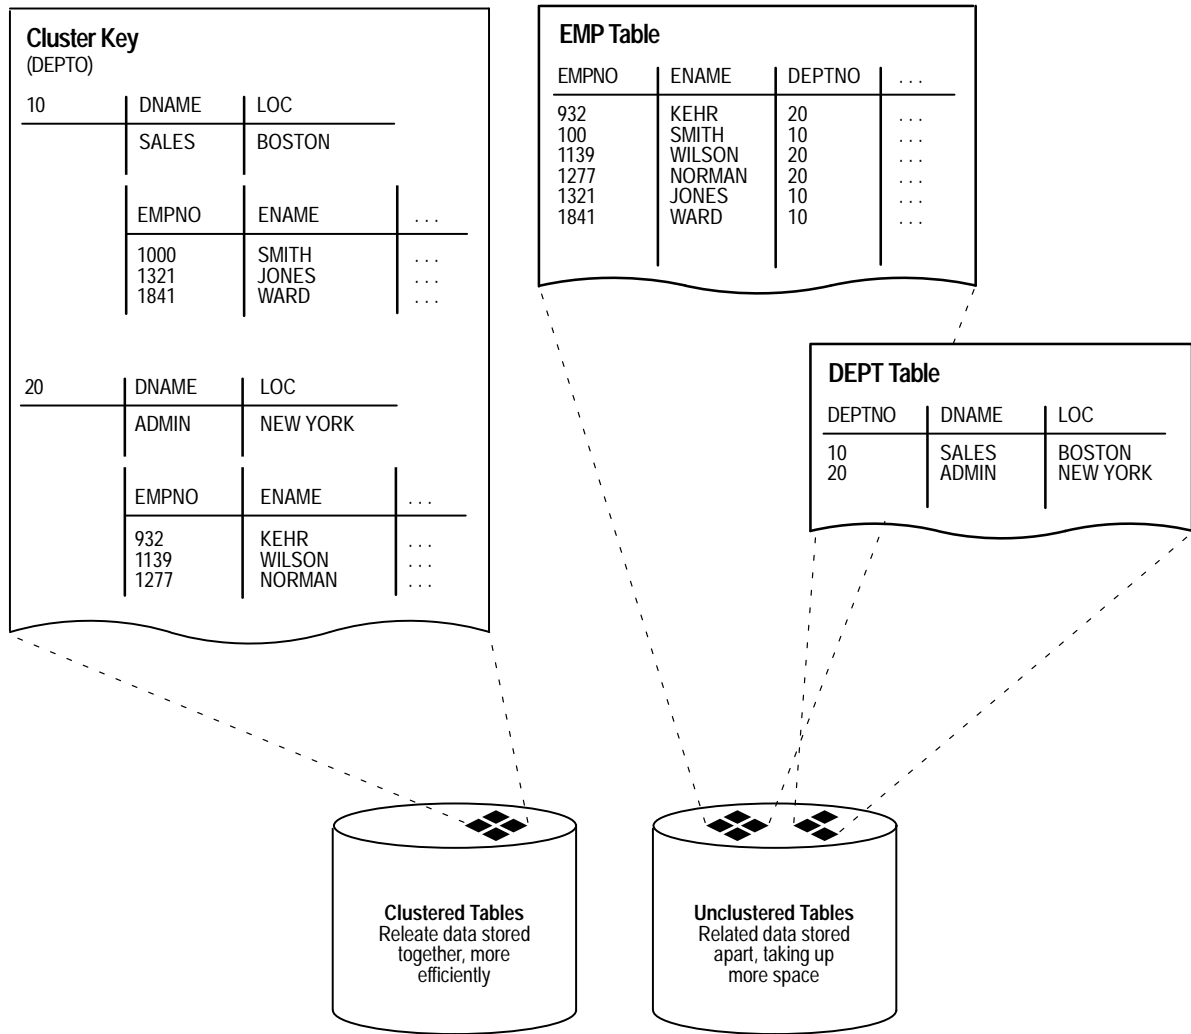 Cluster Key
(DEPTO)
10 DNAME LOC
SALES BOSTON
EMPNO ENAME . . .
1000 SMITH . . .
1321 JONES . . .
1841 WARD . . .
20 DNAME LOC
ADMIN NEW YORK
EMPNO ENAME . . .
932 KEHR . . .
1139 WILSON . . .
1277 NORMAN . . .
EMP Table
EMPNO ENAME DEPTNO . . .
932 KEHR 20 . . .
100 SMITH 10 . . .
1139 WILSON 20 . . .
1277 NORMAN 20 . . .
1321 JONES 10 . . .
1841 WARD 10 . . .
DEPT Table
DEPTNO DNAME LOC
10 SALES BOSTON
20 ADMIN NEW YORK
Clustered Tables
Releate data stored
together, more
efficiently
Unclustered Tables
Related data stored
apart, taking up
more space